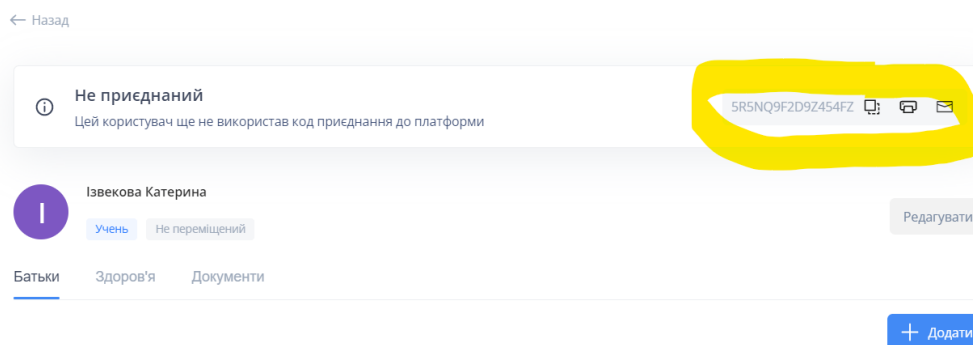 Назад
Не приєднаний
Цей користувач ще не використав код приєднання до платформи
5R5NQ9F2D9Z454FZ
Ізвекова Катерина
І
Учень Не переміщений
Редагувати
Батьки Здоров'я Документи
Додати